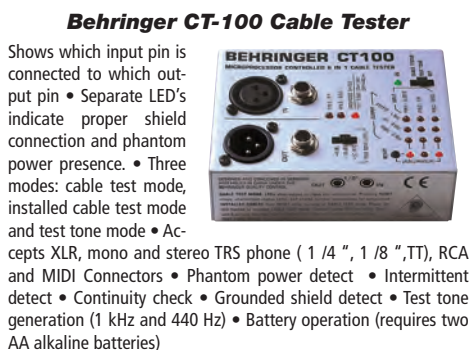 Behringer CT-100 Cable Tester
Shows which input pin is
connected to which out-
put pin • Separate LED's
indicate proper shield
connection and phantom
power presence. • Three
modes: cable test mode,
installed cable test mode
and test tone mode • Ac-
cepts XLR, mono and stereo TRS phone ( 1 /4 “, 1 /8 “,TT), RCA
and MIDI Connectors • Phantom power detect • Intermittent
detect • Continuity check • Grounded shield detect • Test tone
generation (1 kHz and 440 Hz) • Battery operation (requires two
AA alkaline batteries)
BEHRINGER CT100
MICROPROCESSOR CONTROLLED 6 IN 1 CABLE TESTER
IN
OUT
CE